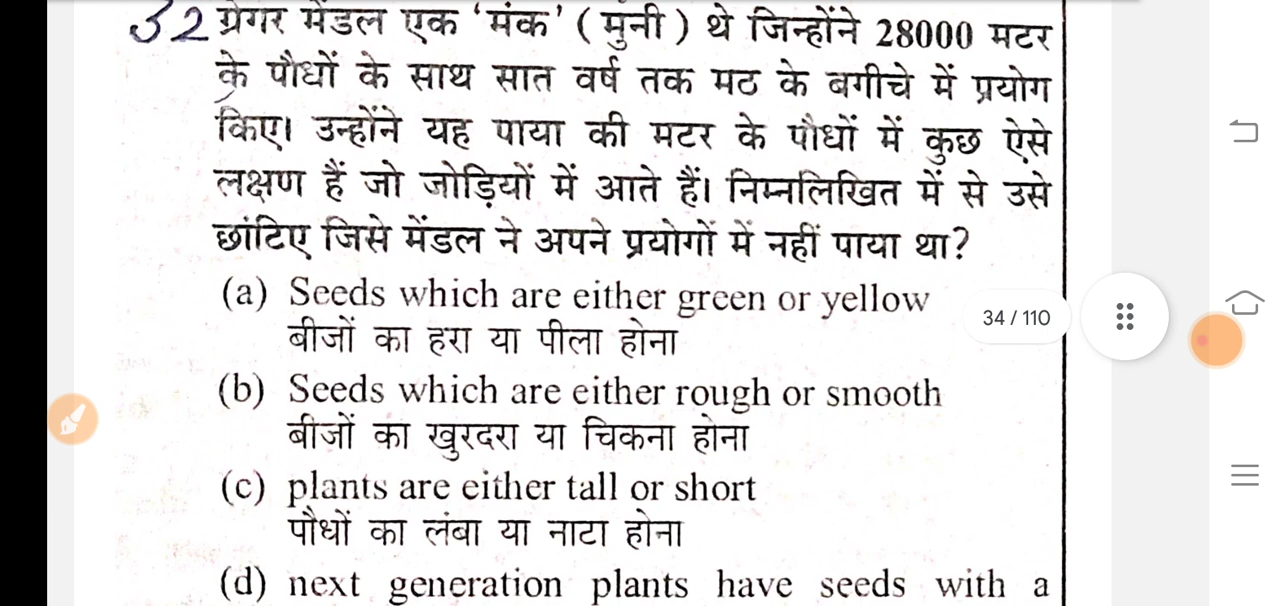 32 ग्रेगर मेंडल एक ‘मंक’ ( मुनी ) थे जिन्होंने 28000 मटर
के पौधों के साथ सात वर्ष तक मठ के बगीचे में प्रयोग
किए। उन्होंने यह पाया की मटर के पौधों में कुछ ऐसे
लक्षण हैं जो जोड़ियों में आते हैं। निम्नलिखित में से उसे
छांटिए जिसे मेंडल ने अपने प्रयोगों में नहीं पाया था?
(a) Seeds which are either green or yellow
बीजों का हरा या पीला होना
34 / 110
(b) Seeds which are either rough or smooth
बीजों का खुरदरा या चिकना होना
(c) plants are either tall or short
पौधों का लंबा या नाटा होना
(d) next generation plants have seeds with a